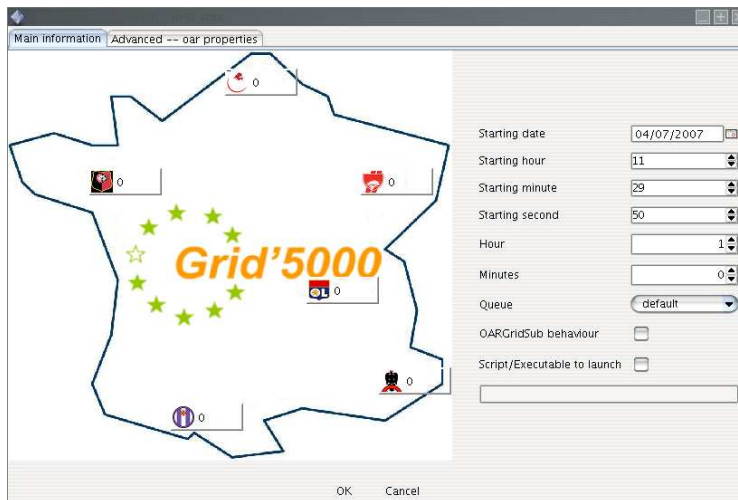 Main information
Advanced -- oar properties
0
0
0
Grid'5000
0
0
0
Starting date 04/07/2007
Starting hour 11
Starting minute 29
Starting second 50
Hour 1
Minutes 0
Queue default
OARGridSub behaviour
Script/Executable to launch
OK Cancel